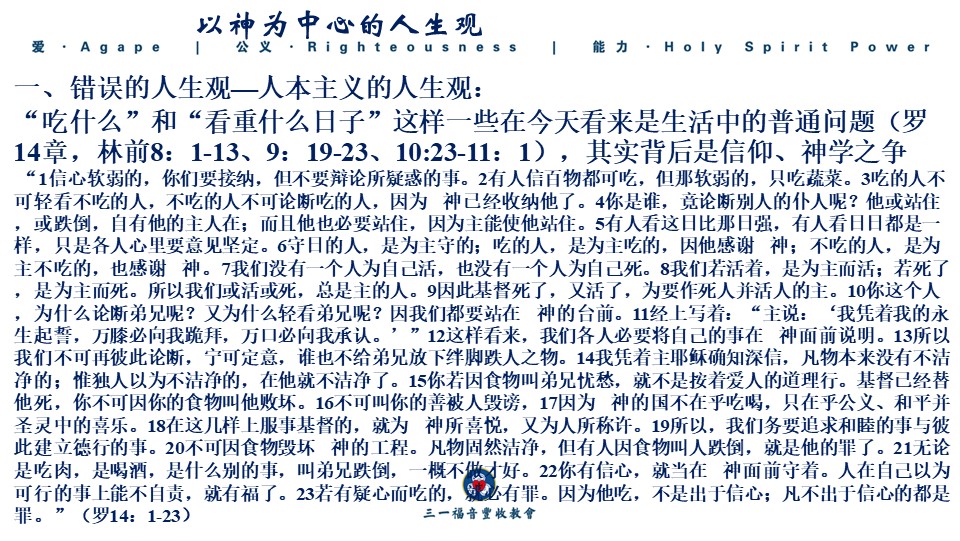 以神为中心的人生观
爱 · Agape | 公义 · Righteousness | 能力 · Holy Spirit Power
一、错误的人生观—人本主义的人生观：
“吃什么”和“看重什么日子”这样一些在今天看来是生活中的普通问题（罗
14章，林前8：1-13、9：19-23、10:23-11：1），其实背后是信仰、神学之争
“1信心软弱的，你们要接纳，但不要辩论所疑惑的事。2有人信百物都可吃，但那软弱的，只吃蔬菜。3吃的人不
可轻看不吃的人，不吃的人不可论断吃的人，因为　神已经收纳他了。4你是谁，竟论断别人的仆人呢？他或站住
，或跌倒，自有他的主人在；而且他也必要站住，因为主能使他站住。5有人看这日比那日强，有人看日日都是一
样，只是各人心里要意见坚定。6守日的人，是为主守的；吃的人，是为主吃的，因他感谢　神；不吃的人，是为
主不吃的，也感谢　神。7我们没有一个人为自己活，也没有一个人为自己死。8我们若活着，是为主而活；若死了
，是为主而死。所以我们或活或死，总是主的人。9因此基督死了，又活了，为要作死人并活人的主。10你这个人
，为什么论断弟兄呢？又为什么轻看弟兄呢？因我们都要站在　神的台前。11经上写着：“主说：‘我凭着我的永
生起誓，万膝必向我跪拜，万口必向我承认。’”12这样看来，我们各人必要将自己的事在　神面前说明。13所以
我们不可再彼此论断，宁可定意，谁也不给弟兄放下绊脚跌人之物。14我凭着主耶稣确知深信，凡物本来没有不洁
净的；惟独人以为不洁净的，在他就不洁净了。15你若因食物叫弟兄忧愁，就不是按着爱人的道理行。基督已经替
他死，你不可因你的食物叫他败坏。16不可叫你的善被人毁谤，17因为　神的国不在乎吃喝，只在乎公义、和平并
圣灵中的喜乐。18在这几样上服事基督的，就为　神所喜悦，又为人所称许。19所以，我们务要追求和睦的事与彼
此建立德行的事。20不可因食物毁坏　神的工程。凡物固然洁净，但有人因食物叫人跌倒，就是他的罪了。21无论
是吃肉，是喝酒，是什么别的事，叫弟兄跌倒，一概不做才好。22你有信心，就当在　神面前守着。人在自己以为
可行的事上能不自责，就有福了。23若有疑心而吃的，就必有罪。因为他吃，不是出于信心；凡不出于信心的都是
罪。”（罗14：1-23）
三一福音豐收教會